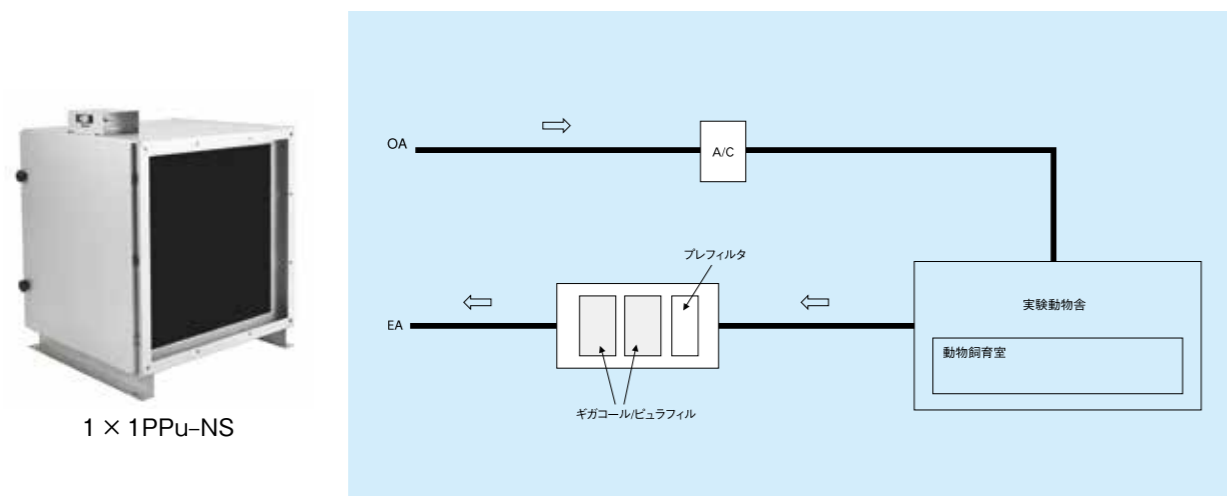 1 × 1PPu–NS
OA
A/C
プレフィルタ
実験動物舎
EA
動物飼育室
ギガコール/ピュラフィル